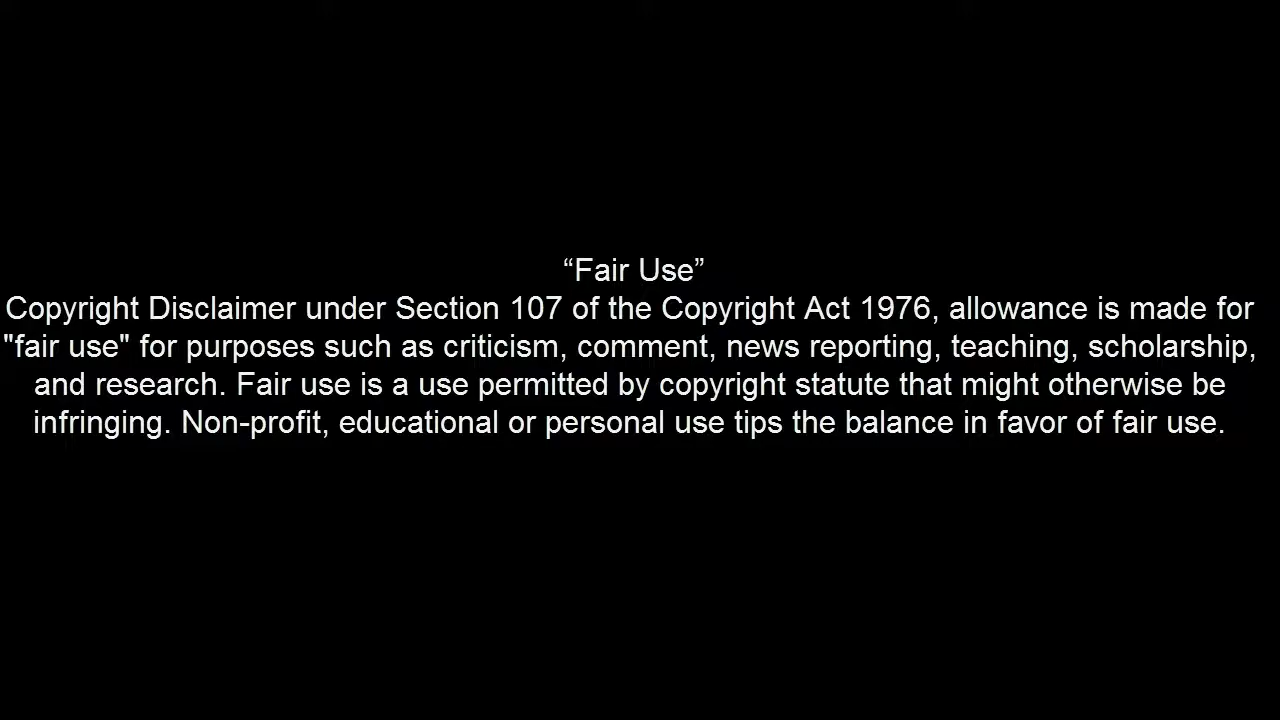 “Fair Use”
Copyright Disclaimer under Section 107 of the Copyright Act 1976, allowance is made for
"fair use" for purposes such as criticism, comment, news reporting, teaching, scholarship,
and research. Fair use is a use permitted by copyright statute that might otherwise be
infringing. Non-profit, educational or personal use tips the balance in favor of fair use.